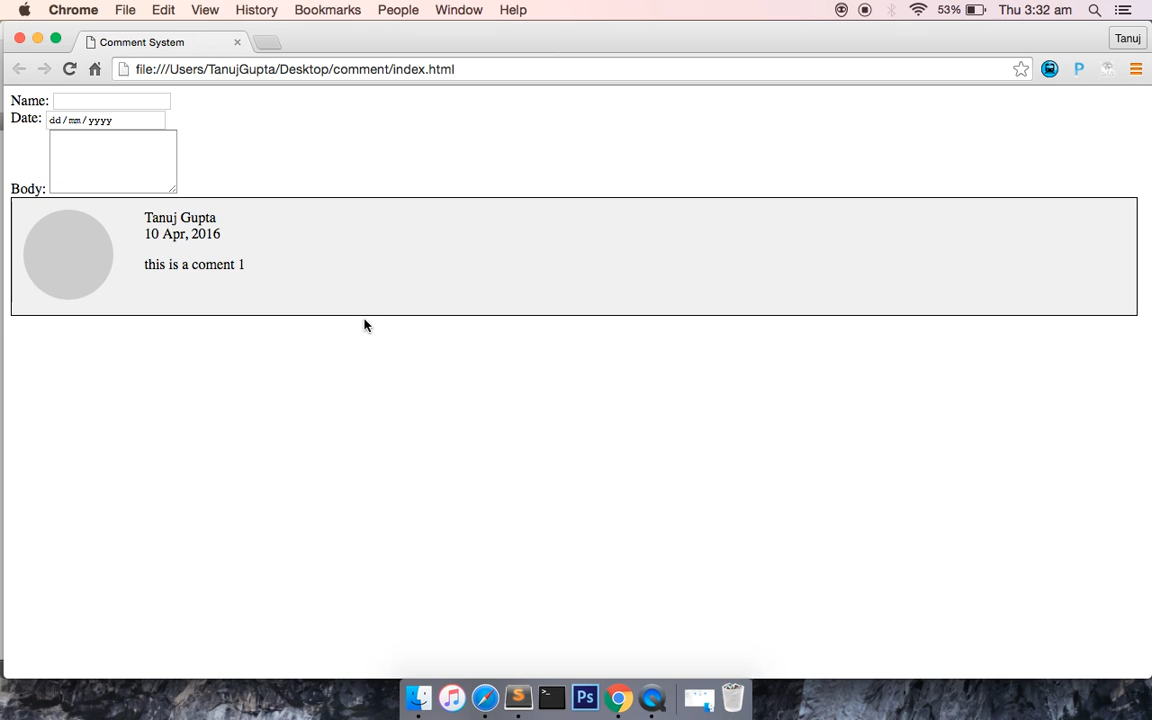 Chrome File Edit View History Bookmarks People Window Help 53% Thu 3:32 am
Comment System Tanuj
file:///Users/TanujGupta/Desktop/comment/index.html P
Name:
Date: dd/mm/yyyy
Body:
Tanuj Gupta
10 Apr, 2016
this is a coment 1
S >_ Ps